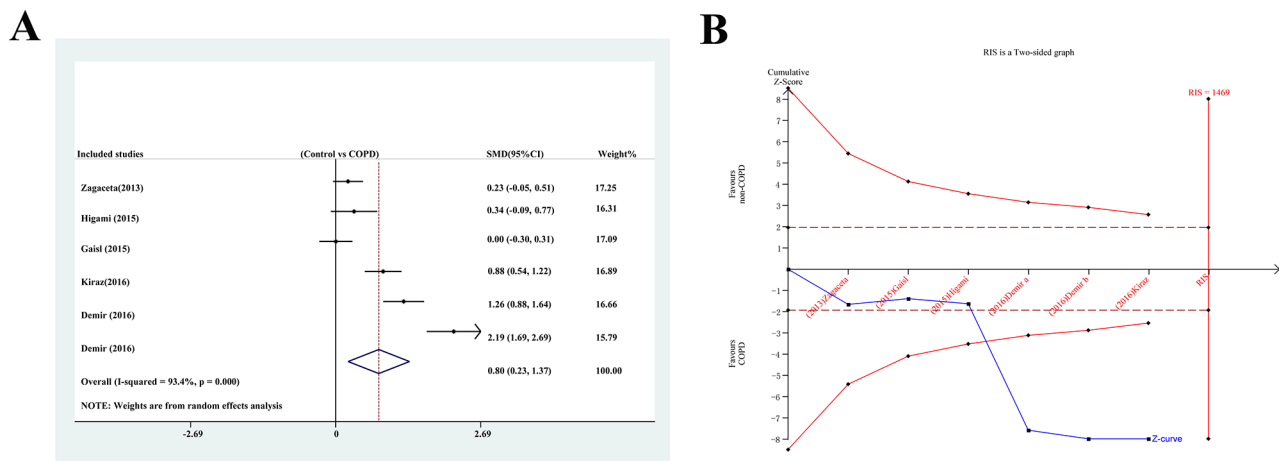 A
Included studies (Control vs COPD) SMD(95%CI) Weight%
Zagaceta(2013) 0.23 (-0.05, 0.51) 17.25
Higami (2015) 0.34 (-0.09, 0.77) 16.31
Gaisl (2015) 0.00 (-0.30, 0.31) 17.09
Kiraz(2016) 0.88 (0.54, 1.22) 16.89
Demir (2016) 1.26 (0.88, 1.64) 16.66
Demir (2016) 2.19 (1.69, 2.69) 15.79
Overall (I-squared = 93.4%, p = 0.000) 0.80 (0.23, 1.37) 100.00
NOTE: Weights are from random effects analysis
-2.69 0 2.69
B
RIS is a Two-sided graph
Cumulative
Z-Score
RIS = 1469
8
7
6
5
4
3
2
1
-1
-2
-3
-4
-5
-6
-7
-8
Favours
non-COPD
Favours
COPD
(2013)Zagaceta
(2015)Gaisl
(2015)Higami
(2016)Demir a
(2016)Demir b
(2016)Kiraz
RIS
Z-curve